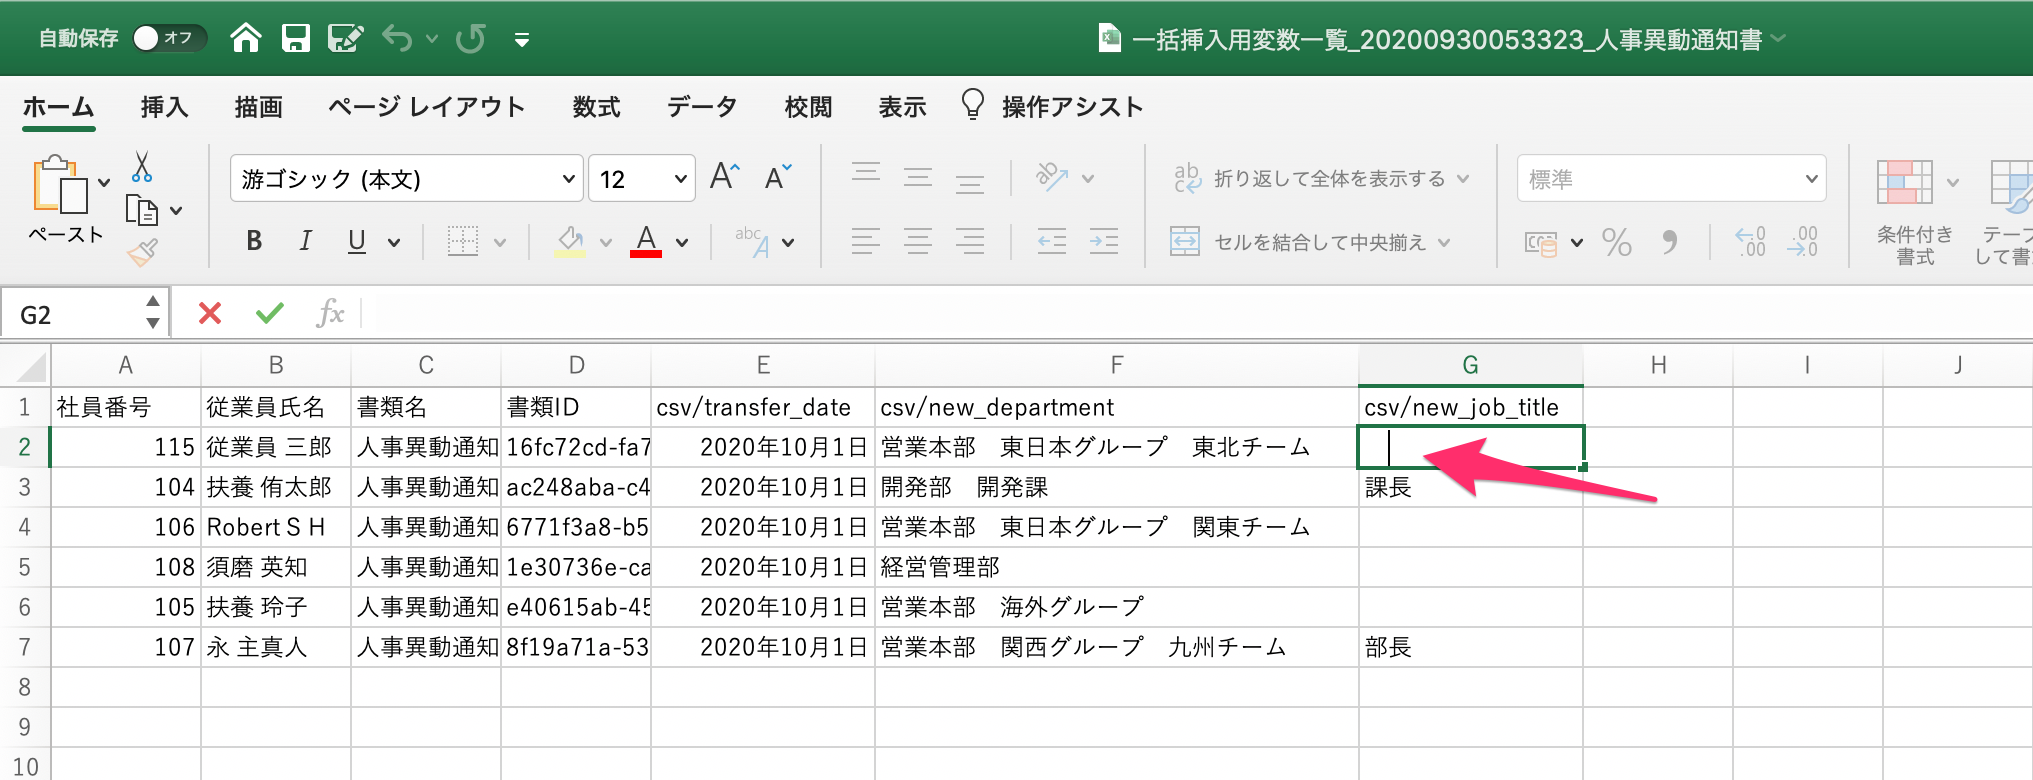 自動保存 オフ 一括挿入用変数一覧_20200930053323_人事異動通知書
ホーム 挿入 描画 ページ レイアウト 数式 データ 校閲 表示 操作アシスト
ペースト
游ゴシック (本文) 12 A A ab 折り返して全体を表示する 標準
B I U A abc A セルを結合して中央揃え % .0 .00 .00 .0
条件付き書式
テーブ
して書
G2 fx
A B C D E F G H I J
1 社員番号 従業員氏名 書類名 書類ID csv/transfer_date csv/new_department csv/new_job_title
2 115 従業員 三郎 人事異動通知 16fc72cd-fa7 2020年10月1日 営業本部　東日本グループ　東北チーム
3 104 扶養 侑太郎 人事異動通知 ac248aba-c4 2020年10月1日 開発部　開発課 課長
4 106 Robert S H 人事異動通知 6771f3a8-b5 2020年10月1日 営業本部　東日本グループ　関東チーム
5 108 須磨 英知 人事異動通知 1e30736e-ca 2020年10月1日 経営管理部
6 105 扶養 玲子 人事異動通知 e40615ab-45 2020年10月1日 営業本部　海外グループ
7 107 永 主真人 人事異動通知 8f19a71a-53 2020年10月1日 営業本部　関西グループ　九州チーム 部長
8
9
10